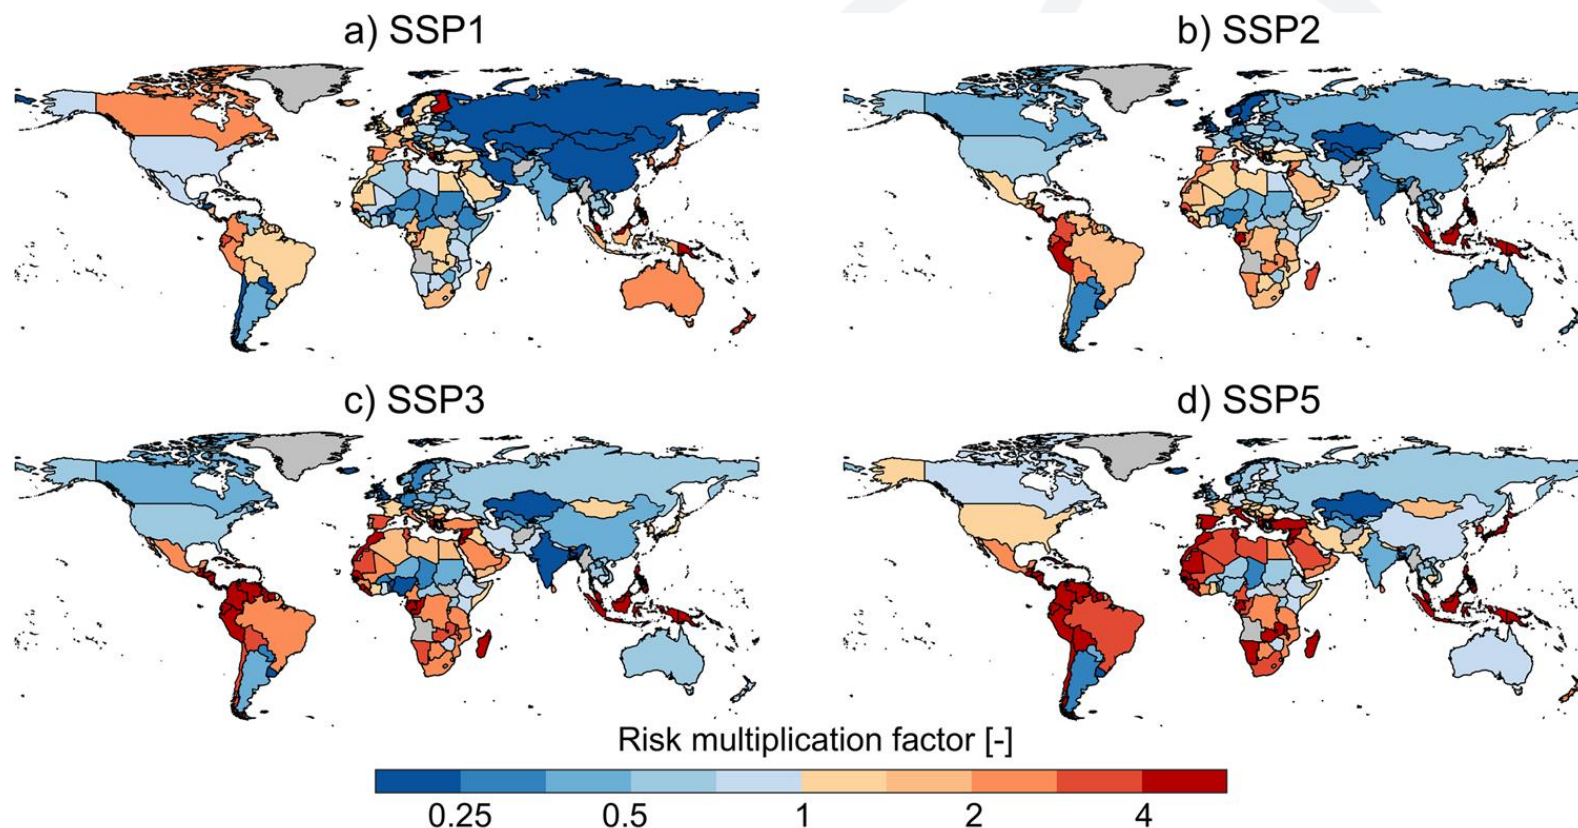 a) SSP1
b) SSP2
c) SSP3
d) SSP5
Risk multiplication factor [-]
0.25 0.5 1 2 4